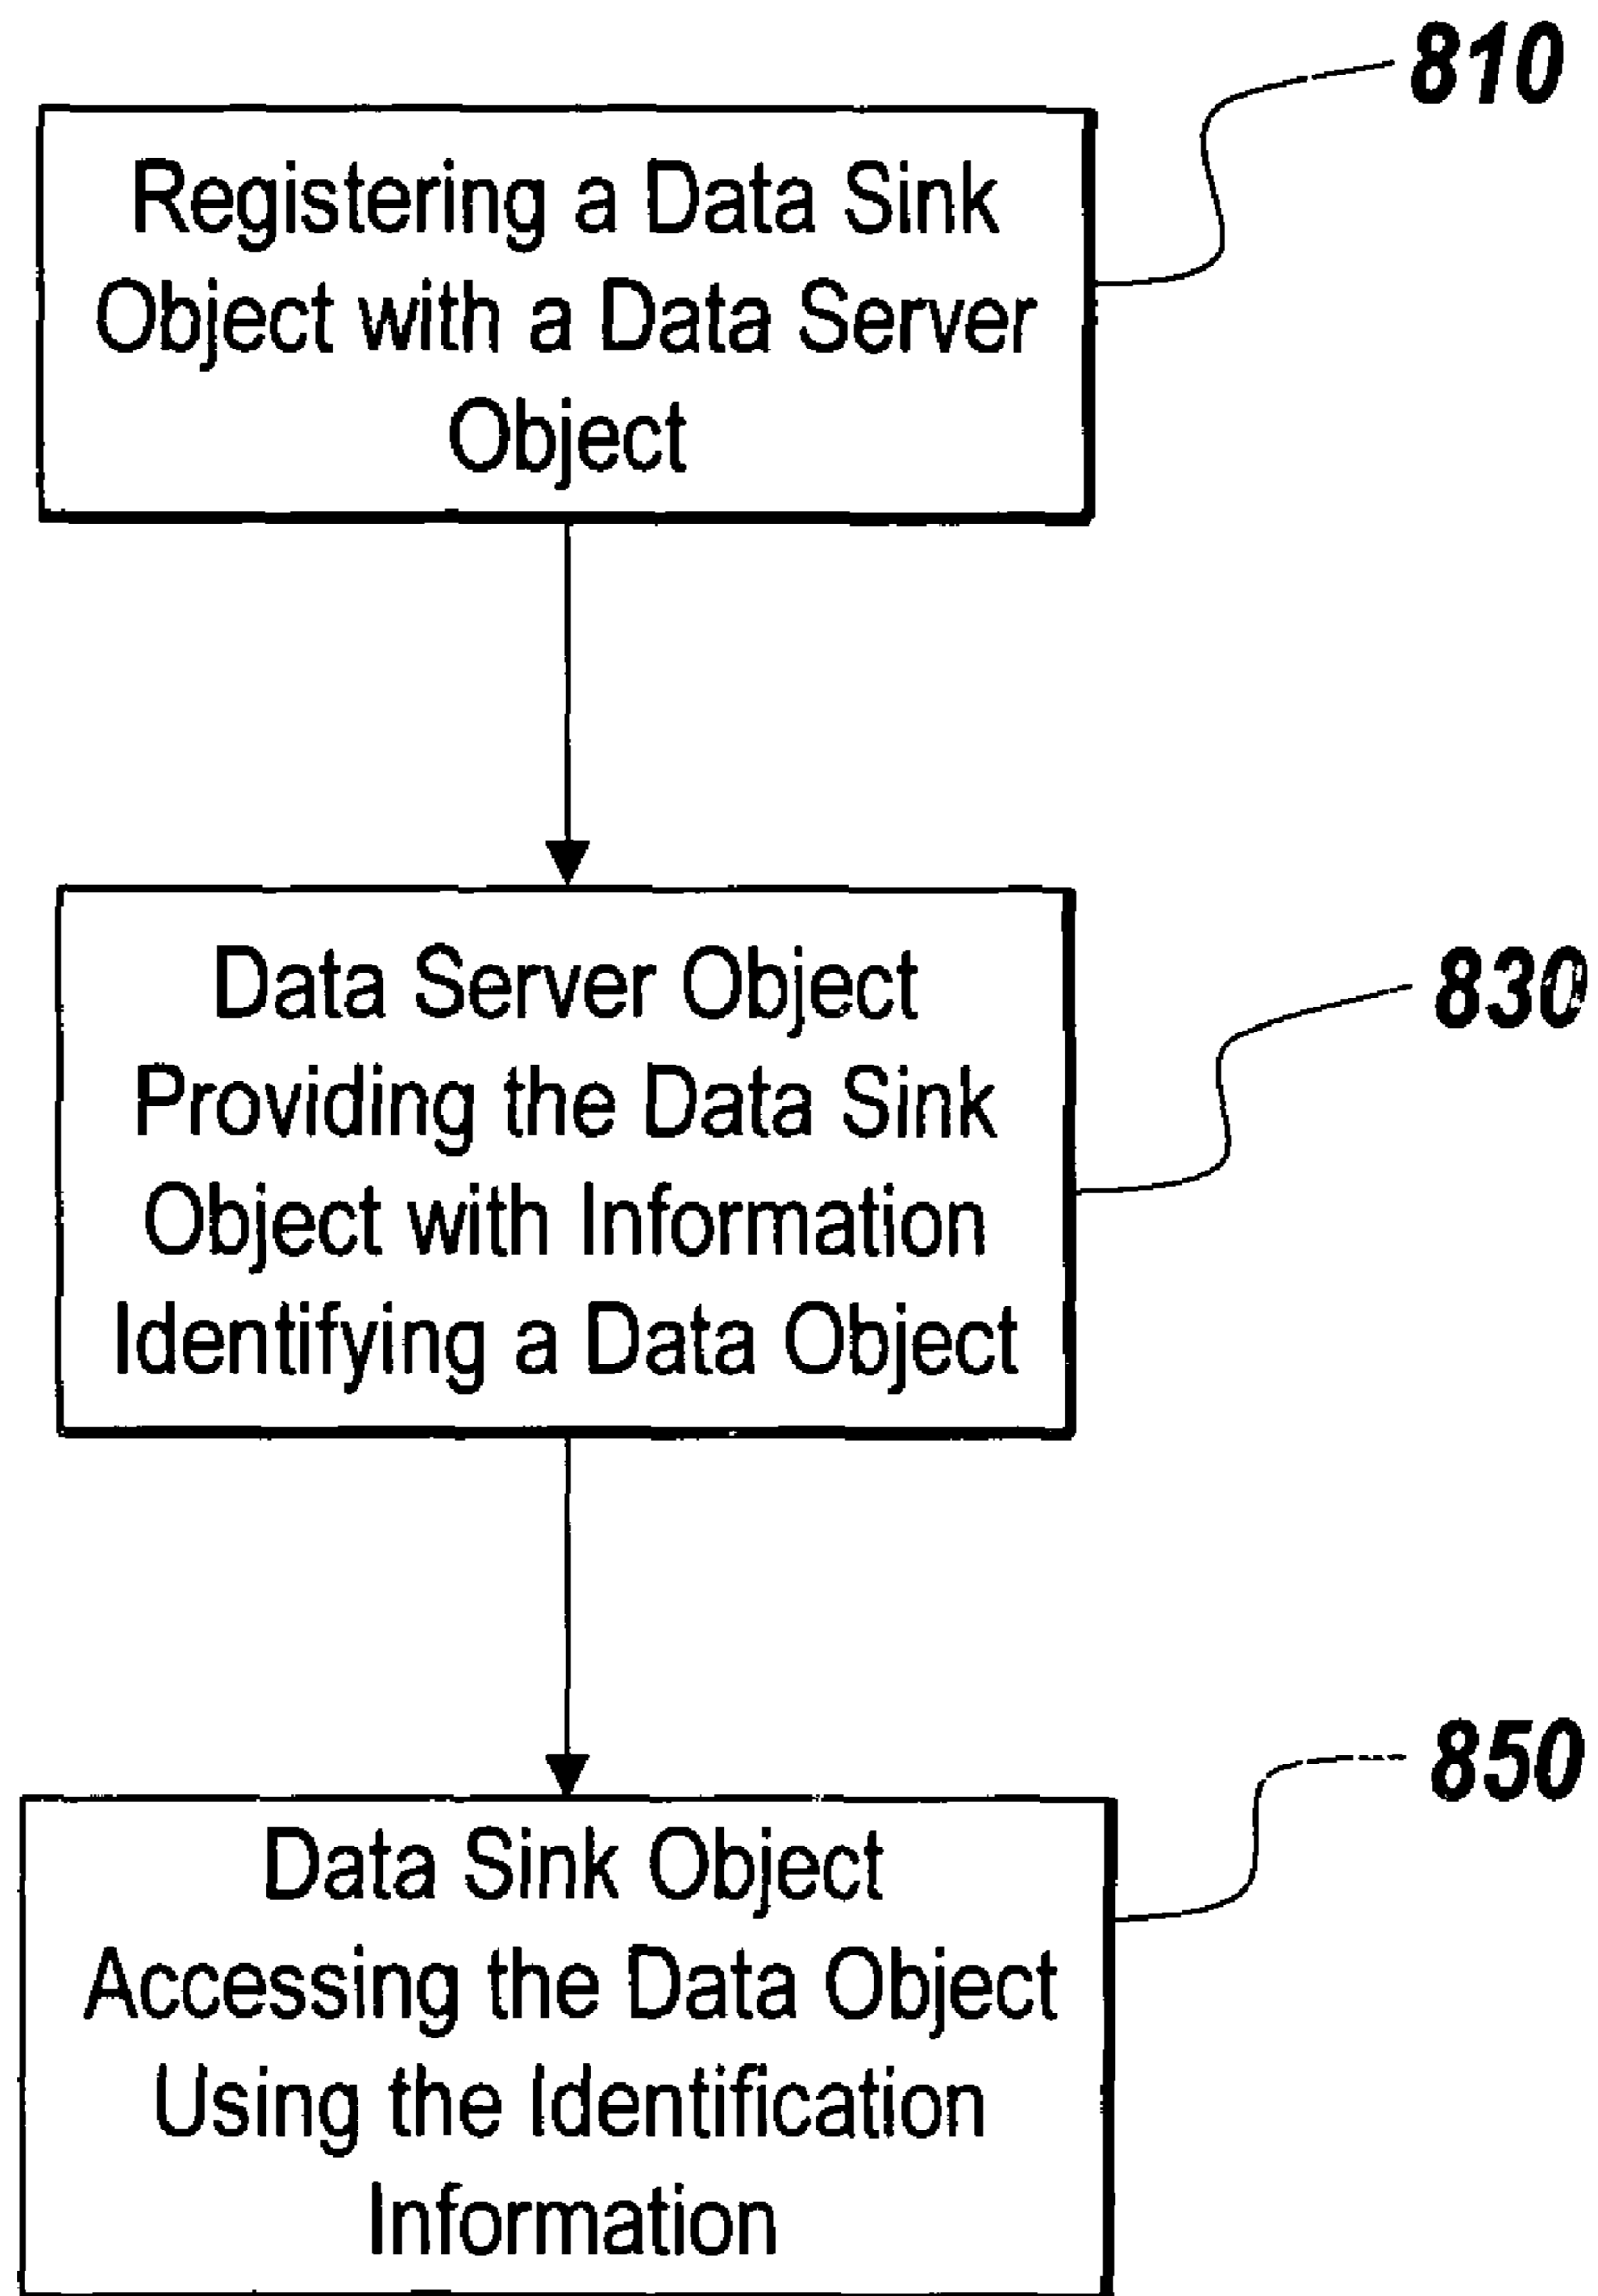 810
Registering a Data Sink
Object with a Data Server
Object
830
Data Server Object
Providing the Data Sink
Object with Information
Identifying a Data Object
850
Data Sink Object
Accessing the Data Object
Using the Identification
Information